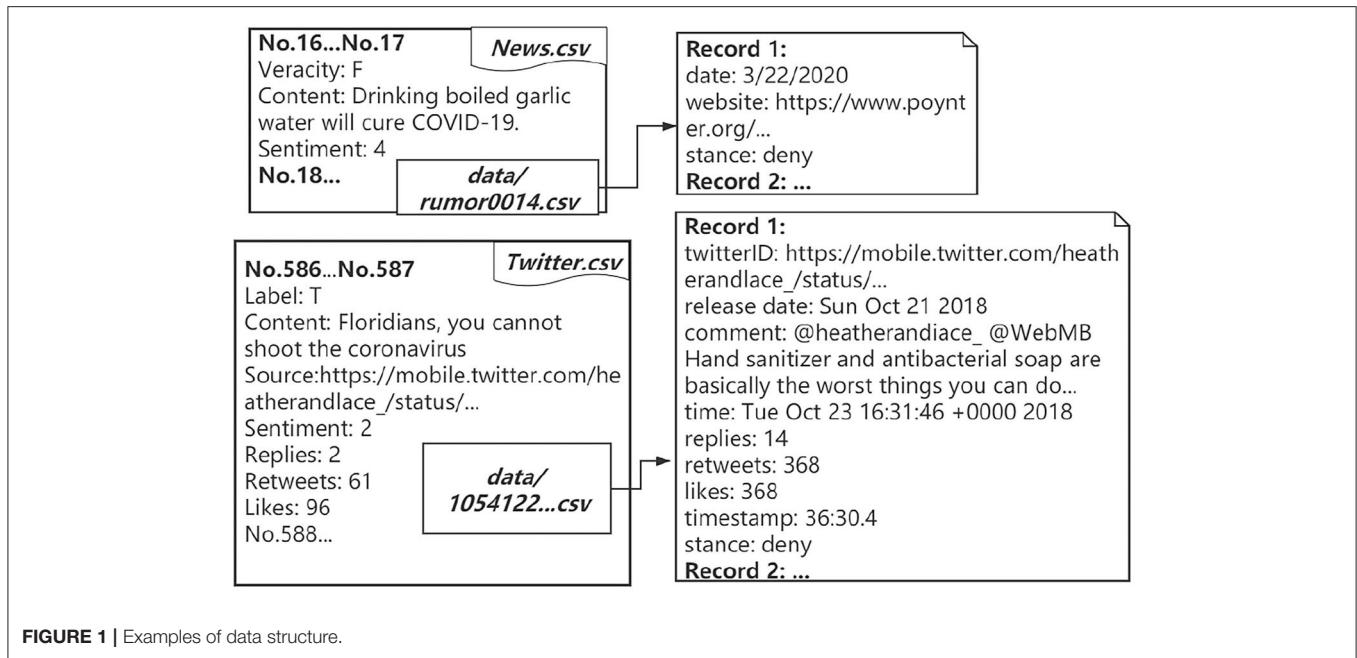 No.16...No.17
News.csv
Veracity: F
Content: Drinking boiled garlic
water will cure COVID-19.
Sentiment: 4
No.18...
data/
rumor0014.csv
Record 1:
date: 3/22/2020
website: https://www.poynt
er.org/...
stance: deny
Record 2: ...
No.586...No.587
Twitter.csv
Label: T
Content: Floridians, you cannot
shoot the coronavirus
Source:https://mobile.twitter.com/he
atherandlace_/status/...
Sentiment: 2
Replies: 2
Retweets: 61
Likes: 96
No.588...
data/
1054122...csv
Record 1:
twitterID: https://mobile.twitter.com/heath
erandlace_/status/...
release date: Sun Oct 21 2018
comment: @heatherandiace_ @WebMB
Hand sanitizer and antibacterial soap are
basically the worst things you can do...
time: Tue Oct 23 16:31:46 +0000 2018
replies: 14
retweets: 368
likes: 368
timestamp: 36:30.4
stance: deny
Record 2: ...
FIGURE 1 | Examples of data structure.